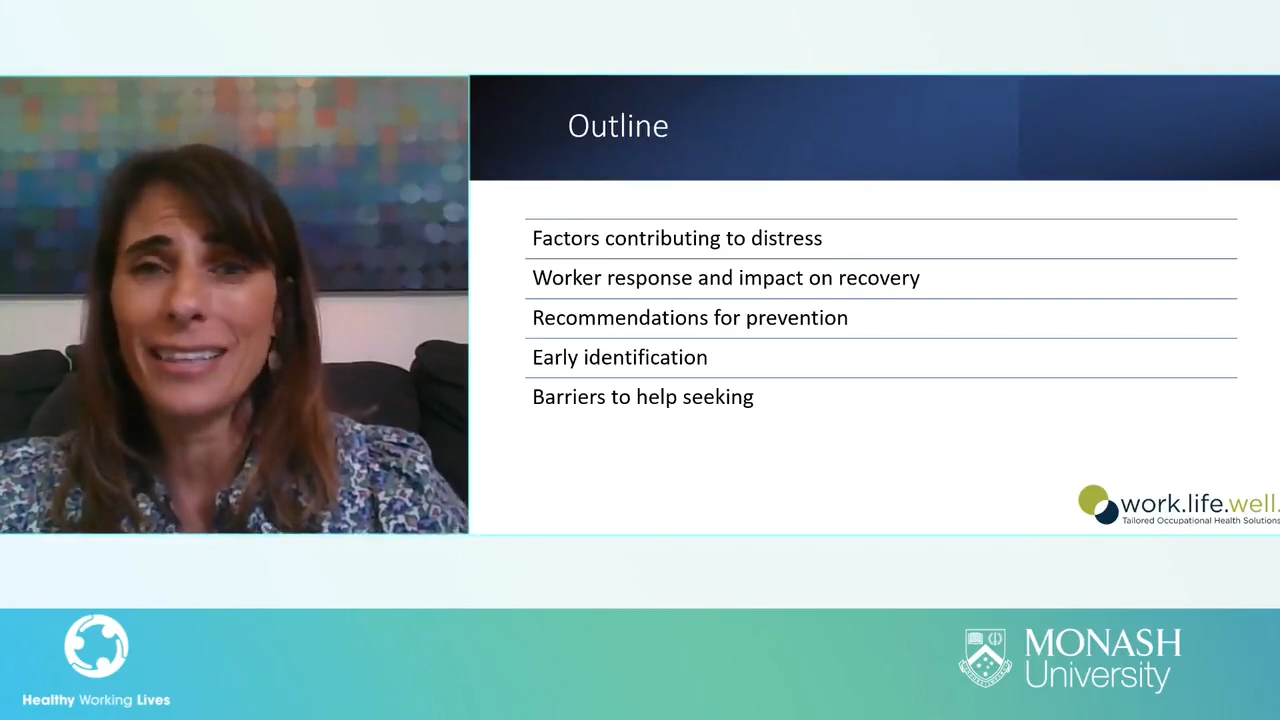 Outline
Factors contributing to distress
Worker response and impact on recovery
Recommendations for prevention
Early identification
Barriers to help seeking
work.life.well.
Tailored Occupational Health Solutions
Healthy Working Lives
MONASH
University